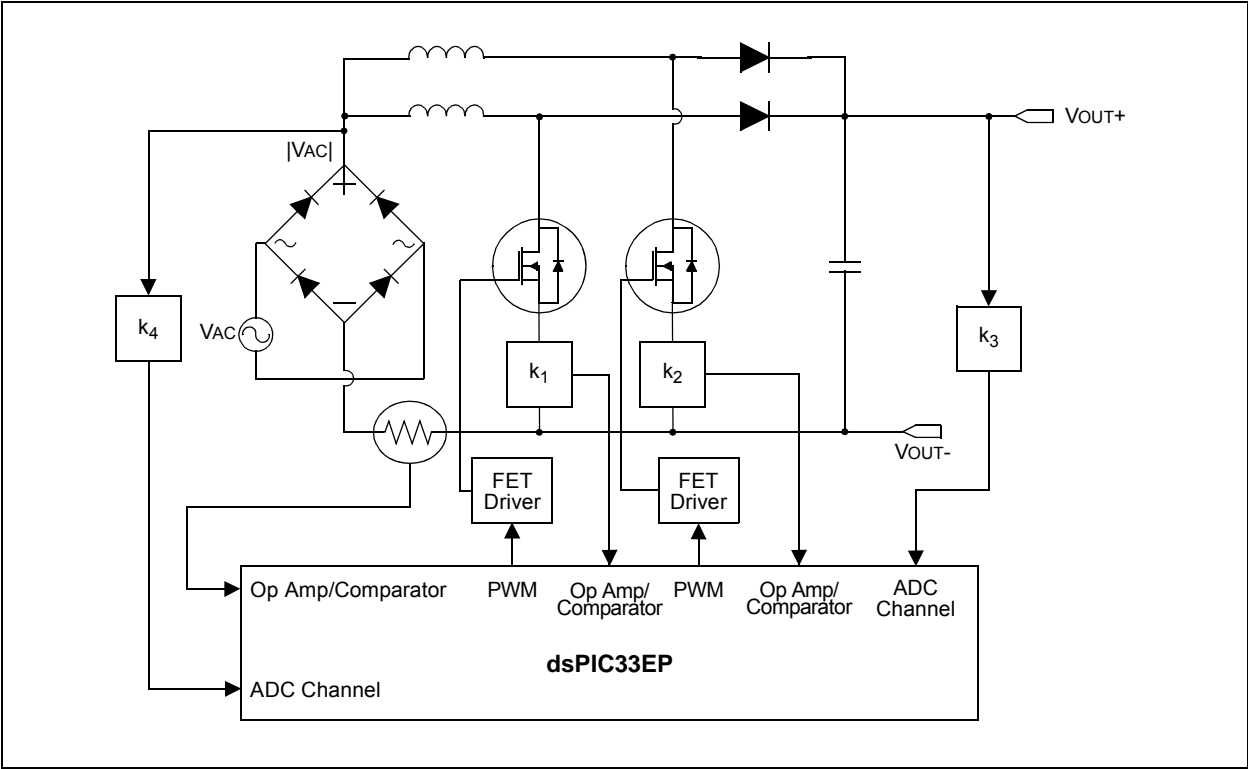 VOUT+
|VAC|
k4
VAC
k3
k1
k2
VOUT-
FET
Driver
FET
Driver
Op Amp/Comparator
PWM
Op Amp/
Comparator
PWM
Op Amp/
Comparator
ADC
Channel
dsPIC33EP
ADC Channel